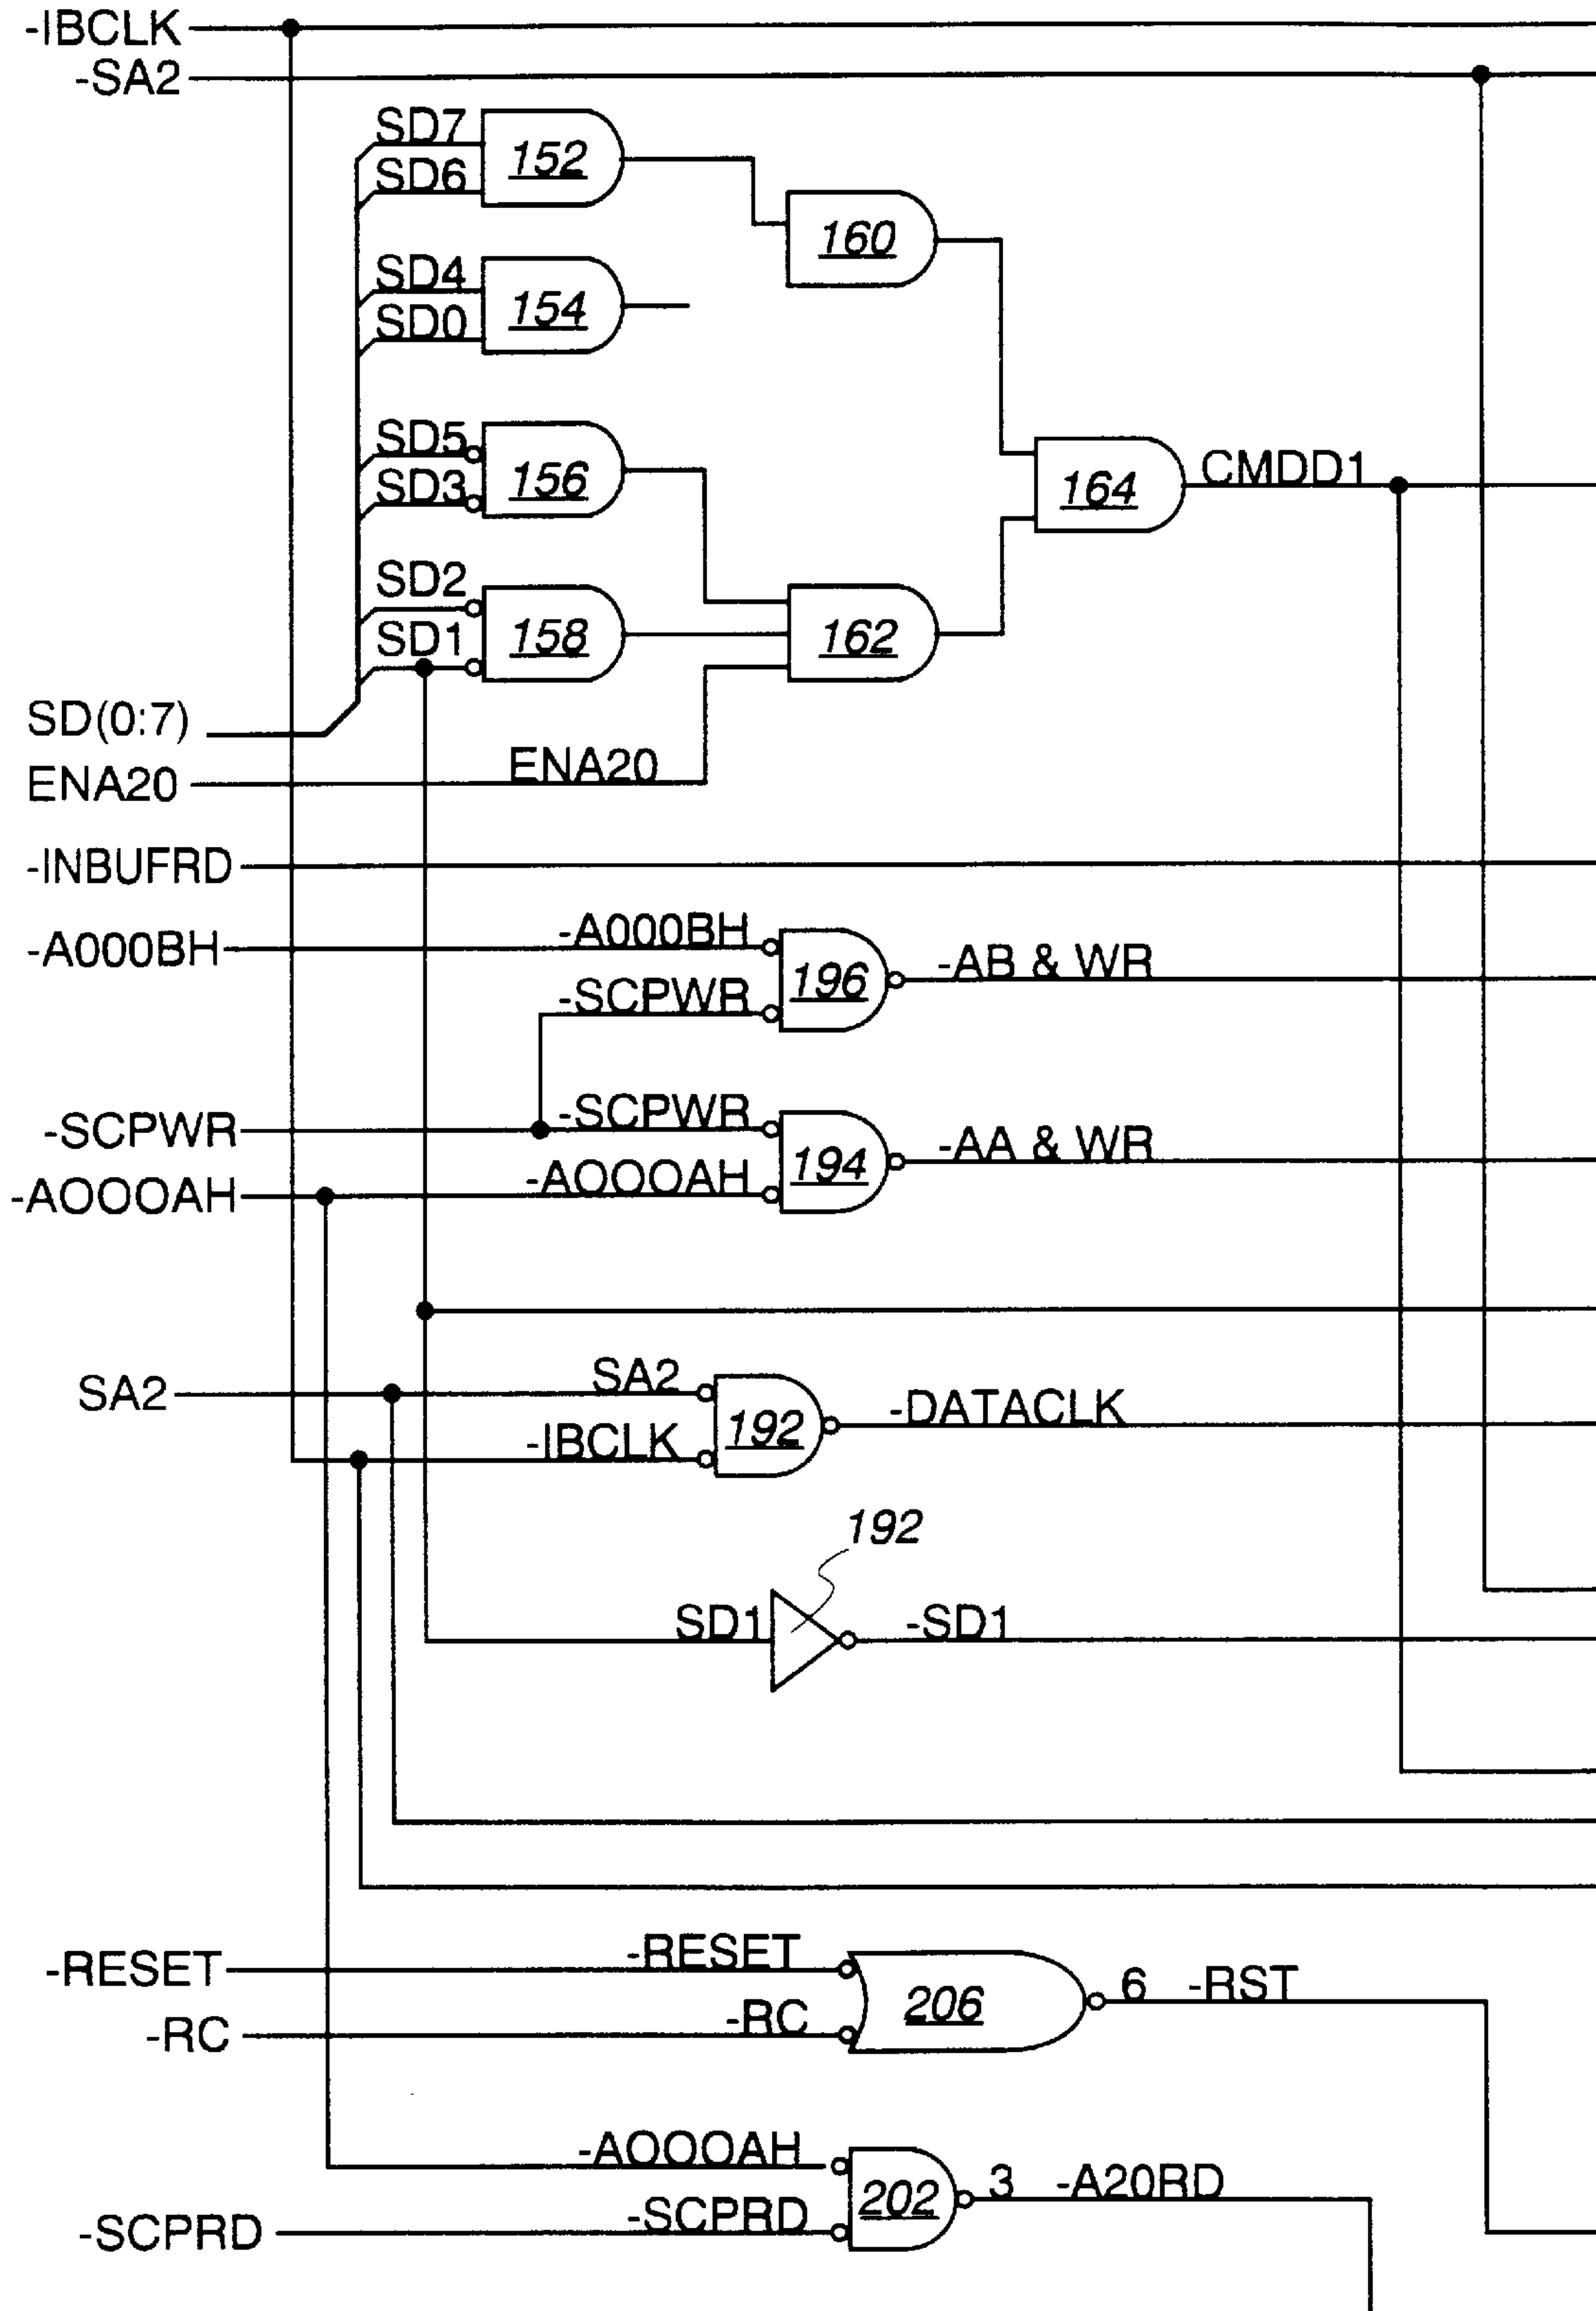 -IBCLK
-SA2
SD7
152
SD6
160
SD4
154
SD0
SD5
156
SD3
164
CMDD1
SD2
158
SD1
162
SD(0:7)
ENA20
ENA20
-INBUFRD
-A000BH
-A000BH
196
-AB & WR
-SCPWR
-SCPWR
-SCPWR
194
-AA & WR
-AOOOAH
-AOOOAH
SA2
SA2
192
-DATACLK
-IBCLK
192
SD1
-SD1
-RESET
-RESET
206
6
-RST
-RC
-RC
-AOOOAH
202
3
-A20RD
-SCPRD
-SCPRD